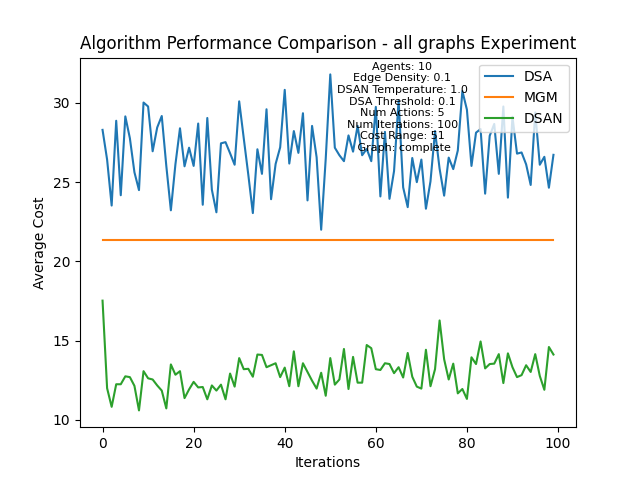 Algorithm Performance Comparison - all graphs Experiment
Agents: 10
Edge Density: 0.1
DSAN Temperature: 1.0
DSA Threshold: 0.1
Num Actions: 5
Num Iterations: 100
Cost Range: 11
Graph: complete
DSA
MGM
DSAN
Average Cost
30
25
20
15
10
0
20
40
60
80
100
Iterations